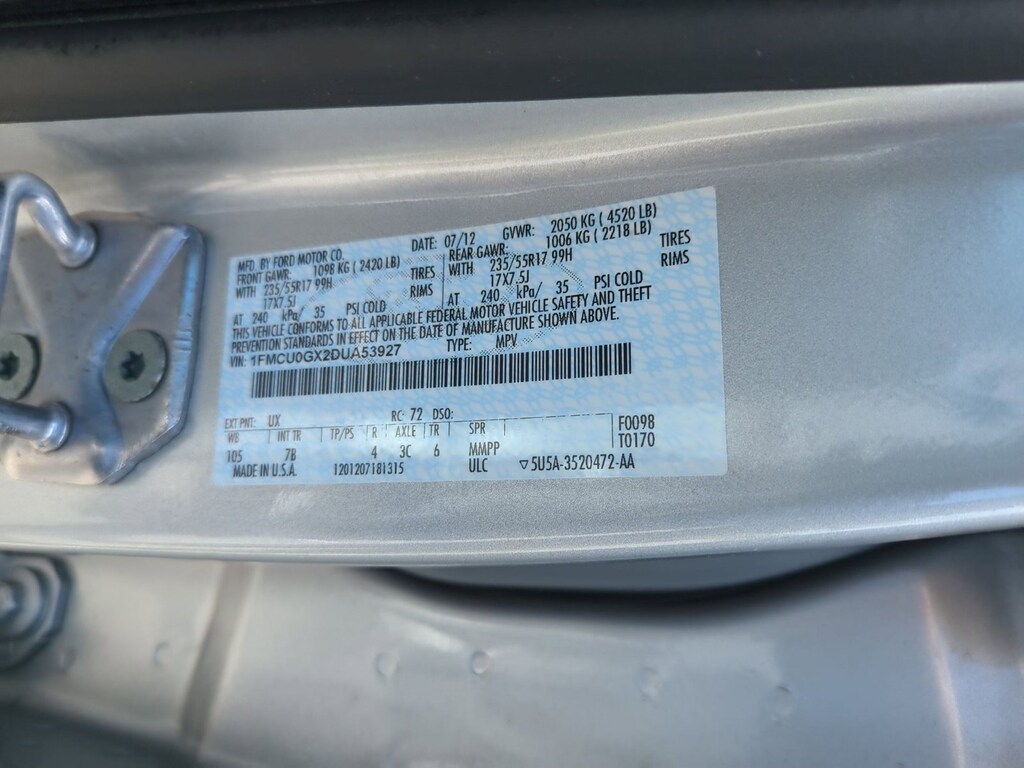 MFD. BY FORD MOTOR CO. DATE: 07/12 GVWR: 2050 KG ( 4520 LB)
FRONT GAWR: 1098 KG ( 2420 LB) REAR GAWR: 1006 KG ( 2218 LB)
WITH 235/55R17 99H TIRES WITH 235/55R17 99H TIRES
17X7.5J RIMS 17X7.5J RIMS
AT 240 kPa/ 35 PSI COLD AT 240 kPa/ 35 PSI COLD
THIS VEHICLE CONFORMS TO ALL APPLICABLE FEDERAL MOTOR VEHICLE SAFETY AND THEFT
PREVENTION STANDARDS IN EFFECT ON THE DATE OF MANUFACTURE SHOWN ABOVE.
VIN: 1FMCU0GX2DUA53927 TYPE: MPV
EXT PNT: UX RC: 72 DSO: F0098
WB INT TR TP/PS R AXLE TR SPR T0170
105 7B 4 3C 6 MMPP
MADE IN U.S.A. 1201207181315 ULC ▽5U5A-3520472-AA